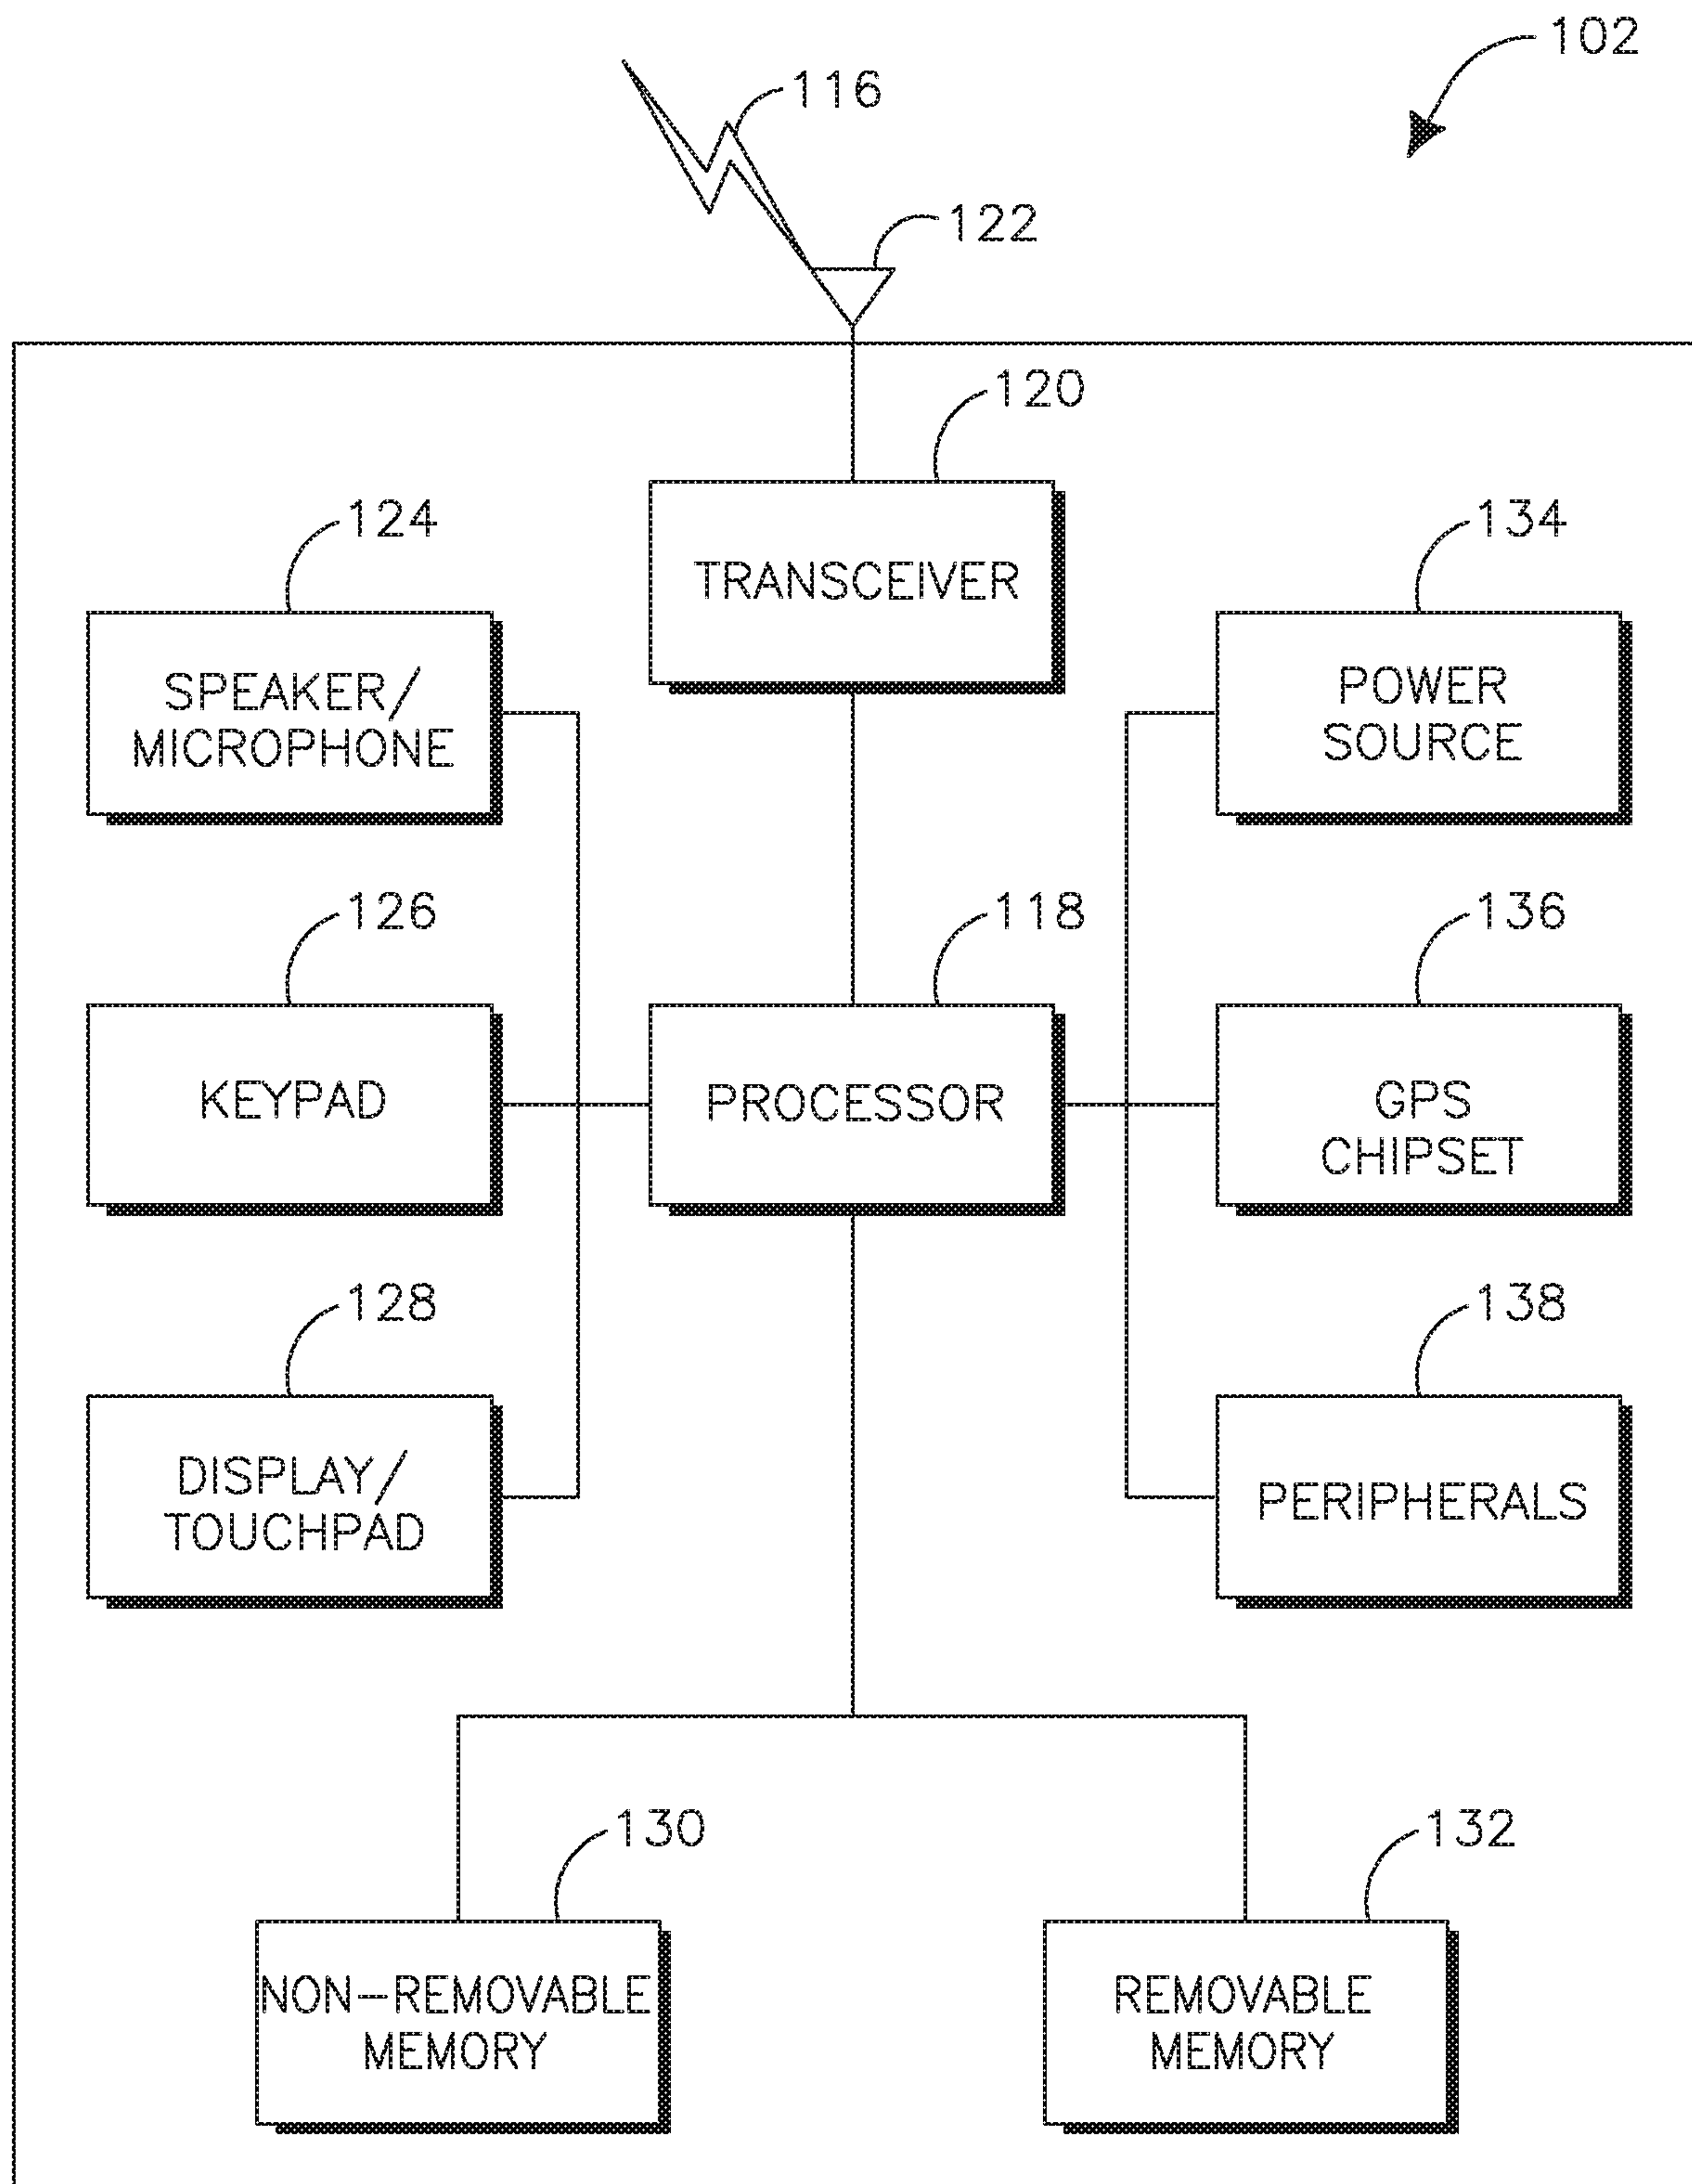 102
116
122
120
TRANSCEIVER
124
SPEAKER/
MICROPHONE
134
POWER
SOURCE
126
KEYPAD
118
PROCESSOR
136
GPS
CHIPSET
128
DISPLAY/
TOUCHPAD
138
PERIPHERALS
130
NON-REMOVABLE
MEMORY
132
REMOVABLE
MEMORY